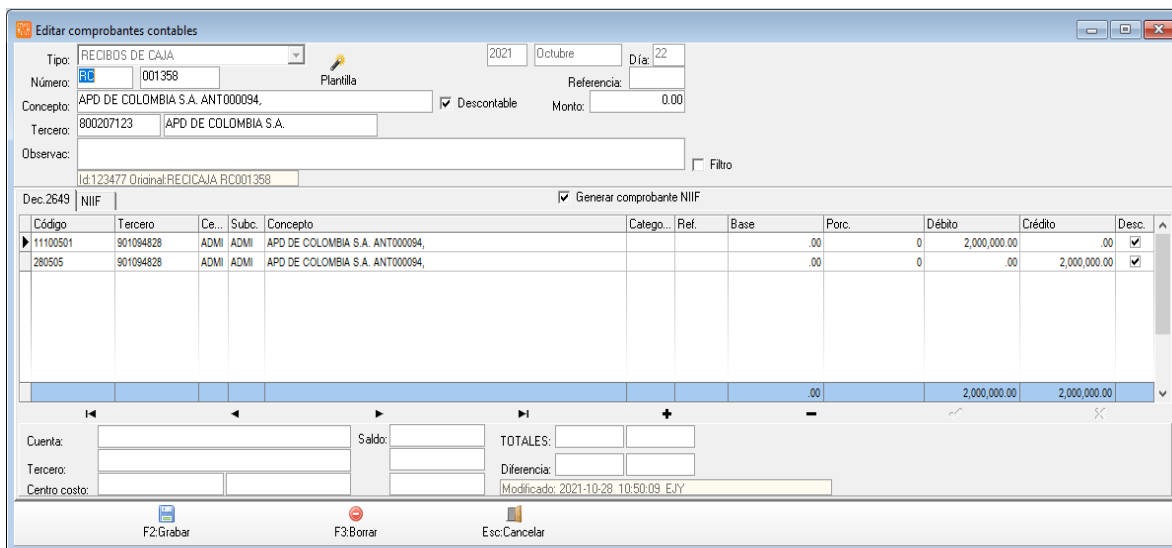 Editar comprobantes contables
Tipo: RECIBOS DE CAJA 2021 Octubre Día: 22
Número: RC 001358 Plantilla Referencia:
Concepto: APD DE COLOMBIA S.A. ANT000094, Descontable Monto: 0.00
Tercero: 800207123 APD DE COLOMBIA S.A.
Observac: Filtro
Id:123477 Original:RECICAJA RC001358
Dec.2649 NIIF Generar comprobante NIIF
Código Tercero Ce... Subc. Concepto Catego... Ref. Base Porc. Débito Crédito Desc.
11100501 901094828 ADMI ADMI APD DE COLOMBIA S.A. ANT000094, .00 0 2,000,000.00 .00
280505 901094828 ADMI ADMI APD DE COLOMBIA S.A. ANT000094, .00 0 .00 2,000,000.00
.00 2,000,000.00 2,000,000.00
Cuenta: Saldo: TOTALES:
Tercero: Diferencia:
Centro costo: Modificado: 2021-10-28 10:50:09 EJY
F2:Grabar F3:Borrar Esc:Cancelar